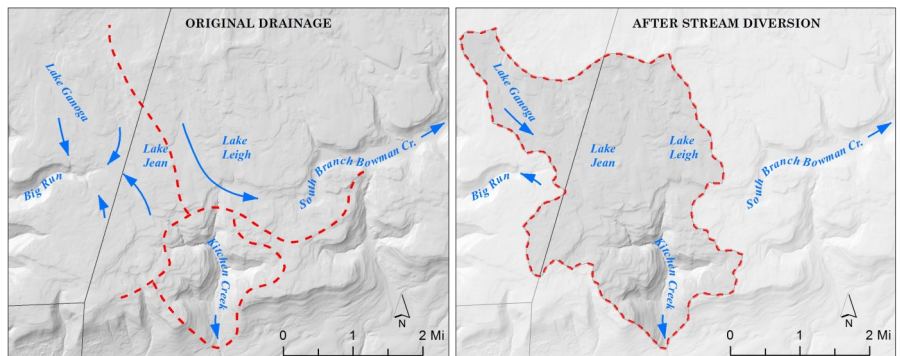 ORIGINAL DRAINAGE
Lake Ganoga
Lake
Jean
Lake
Leigh
South Branch Bowman Cr.
Big Run
Kitchen Creek
N
0 1 2 Mi
AFTER STREAM DIVERSION
Lake Ganoga
Lake
Jean
Lake
Leigh
South Branch Bowman Cr.
Big Run
Kitchen Creek
N
0 1 2 Mi